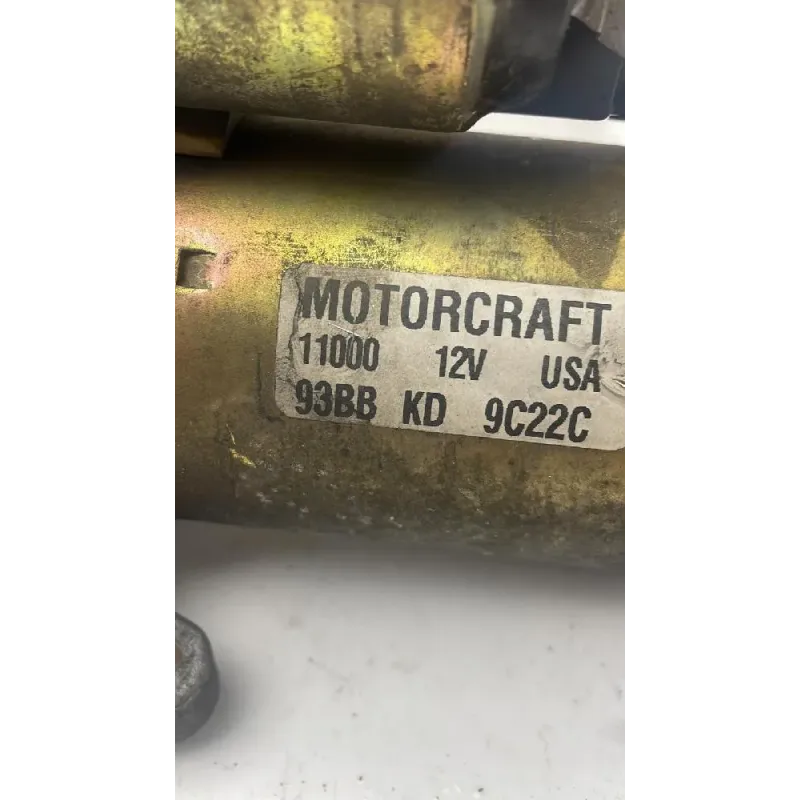 MOTORCRAFT
11000 12V USA
93BB KD 9C22C